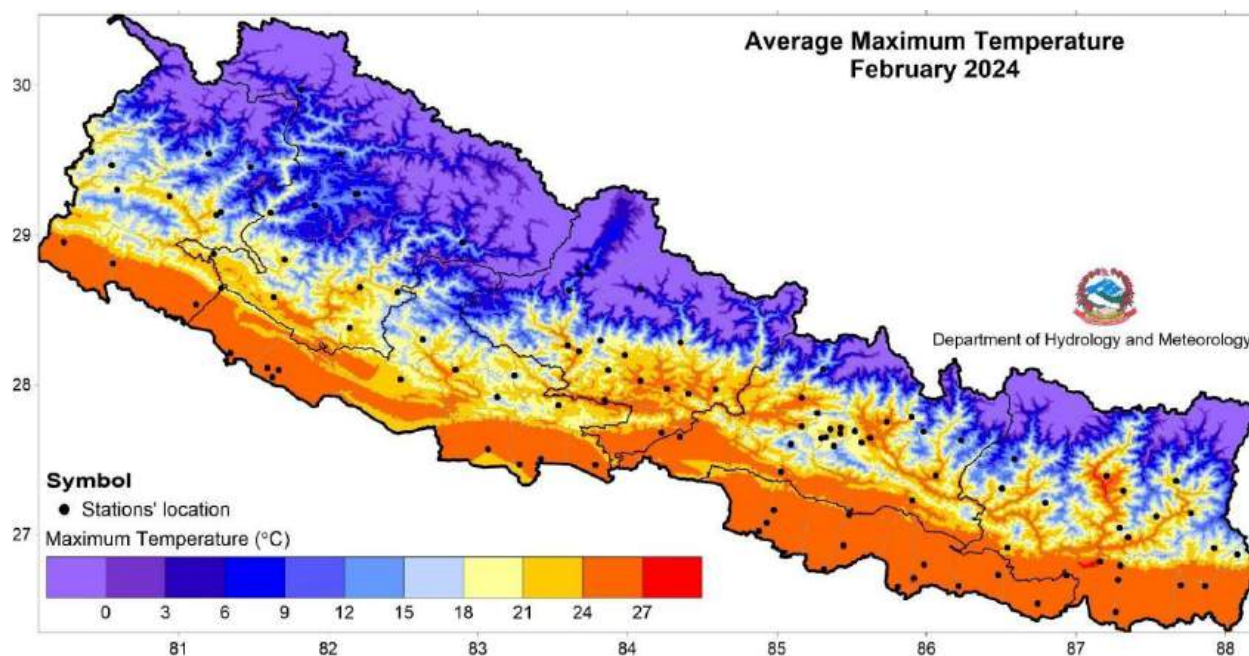 Average Maximum Temperature
February 2024
30
29
28
27
Department of Hydrology and Meteorology
Symbol
Stations' location
Maximum Temperature (°C)
0 3 6 9 12 15 18 21 24 27
81 82 83 84 85 86 87 88